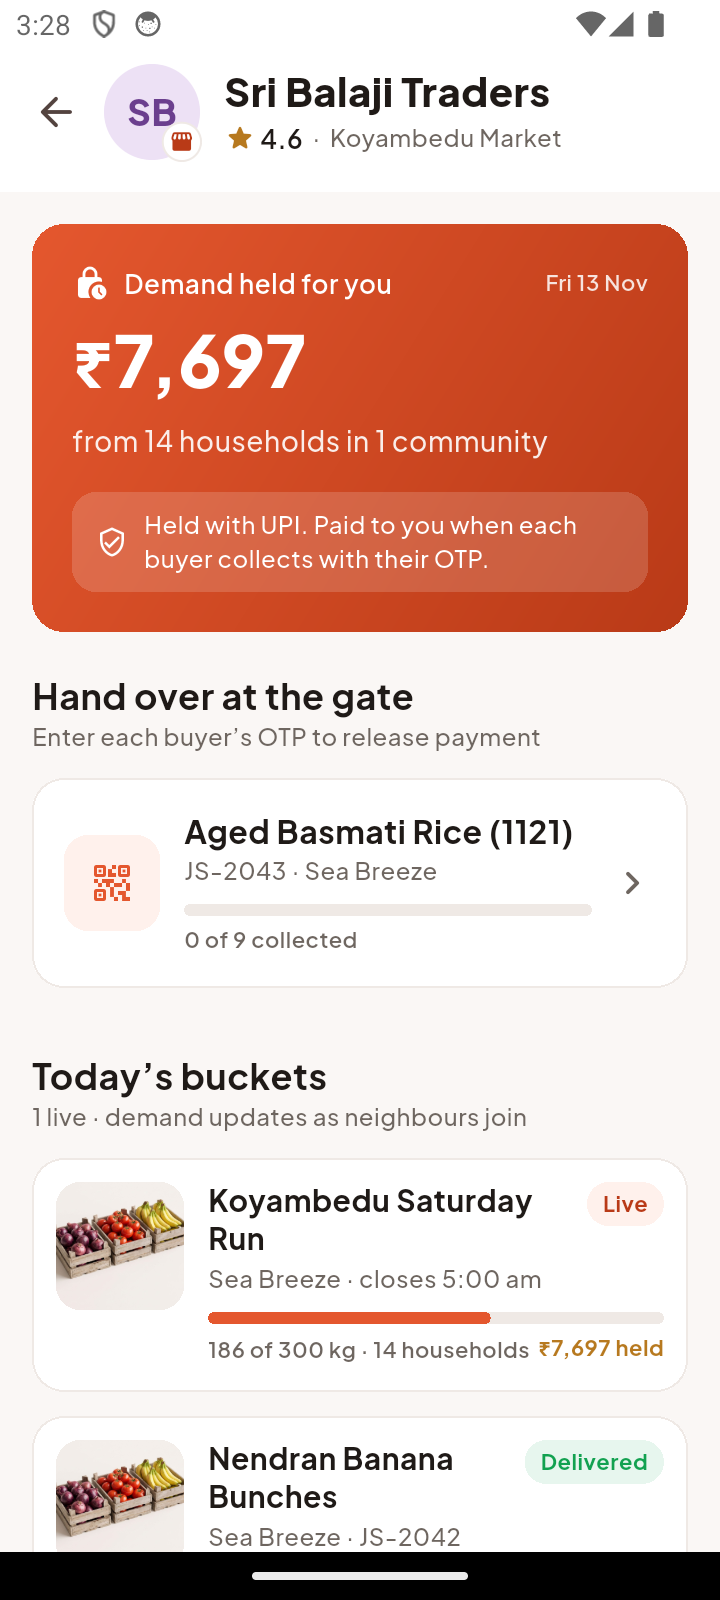 3:28
SB
Sri Balaji Traders
4.6 · Koyambedu Market
Demand held for you
Fri 13 Nov
₹7,697
from 14 households in 1 community
Held with UPI. Paid to you when each
buyer collects with their OTP.
Hand over at the gate
Enter each buyer’s OTP to release payment
Aged Basmati Rice (1121)
JS-2043 · Sea Breeze
0 of 9 collected
Today’s buckets
1 live · demand updates as neighbours join
Koyambedu Saturday
Run
Live
Sea Breeze · closes 5:00 am
186 of 300 kg · 14 households
₹7,697 held
Nendran Banana
Bunches
Delivered
Sea Breeze · JS-2042